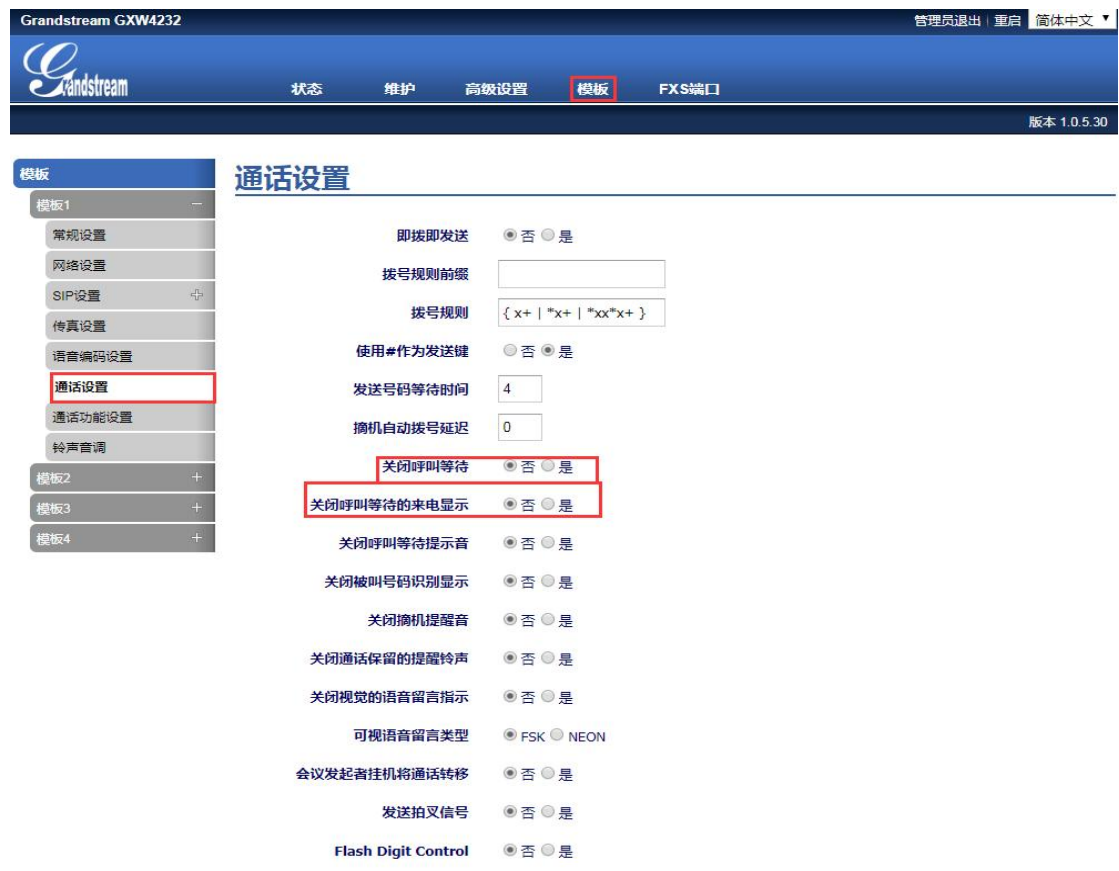 Grandstream GXW4232 管理员退出 | 重启 简体中文
Grandstream
状态 维护 高级设置 模板 FXS端口
版本 1.0.5.30
模板
模板1
常规设置
网络设置
SIP设置
传真设置
语音编码设置
通话设置
通话功能设置
铃声音调
模板2
模板3
模板4
通话设置
即拨即发送 否 是
拨号规则前缀
拨号规则 { x+ | *x+ | *xx*x+ }
使用#作为发送键 否 是
发送号码等待时间 4
摘机自动拨号延迟 0
关闭呼叫等待 否 是
关闭呼叫等待的来电显示 否 是
关闭呼叫等待提示音 否 是
关闭被叫号码识别显示 否 是
关闭摘机提醒音 否 是
关闭通话保留的提醒铃声 否 是
关闭视觉的语音留言指示 否 是
可视语音留言类型 FSK NEON
会议发起者挂机将通话转移 否 是
发送拍叉信号 否 是
Flash Digit Control 否 是